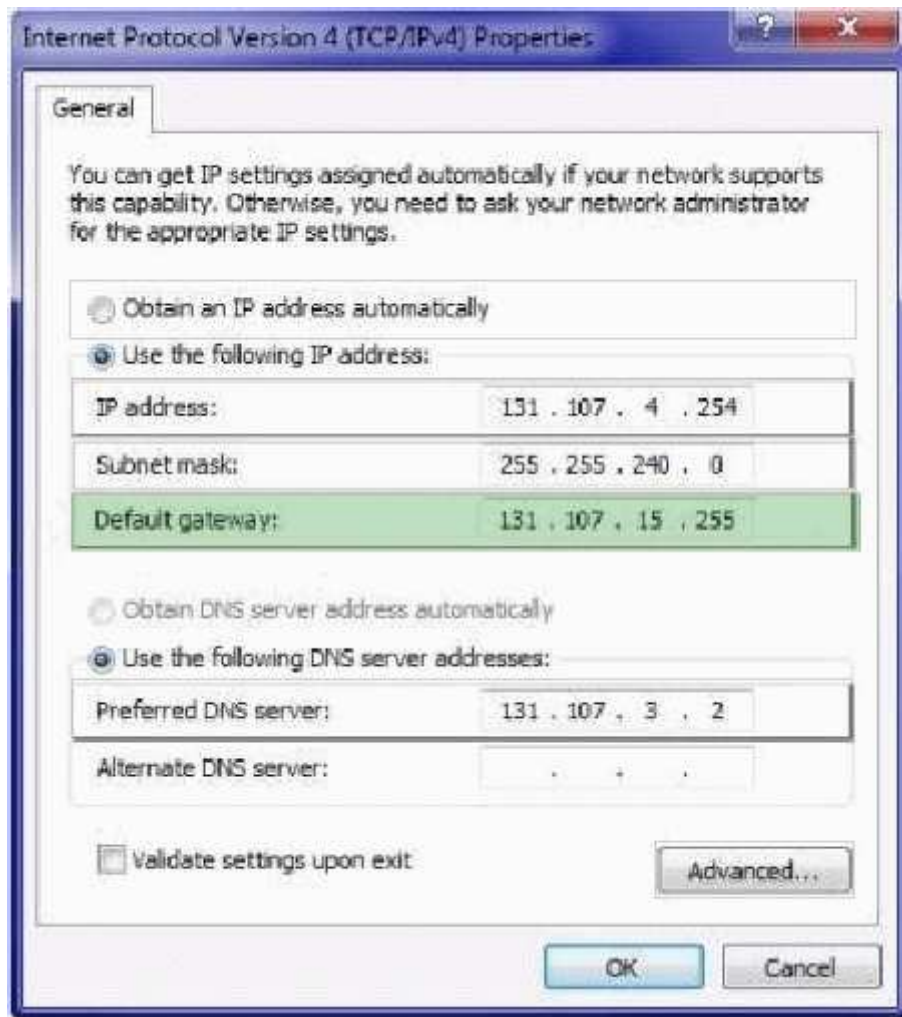 Internet Protocol Version 4 (TCP/IPv4) Properties
?
X
General
You can get IP settings assigned automatically if your network supports
this capability. Otherwise, you need to ask your network administrator
for the appropriate IP settings.
Obtain an IP address automatically
Use the following IP address:
IP address: 131 . 107 . 4 . 254
Subnet mask: 255 . 255 . 240 . 0
Default gateway: 131 . 107 . 15 . 255
Obtain DNS server address automatically
Use the following DNS server addresses:
Preferred DNS server: 131 . 107 . 3 . 2
Alternate DNS server: . . .
Validate settings upon exit
Advanced...
OK Cancel